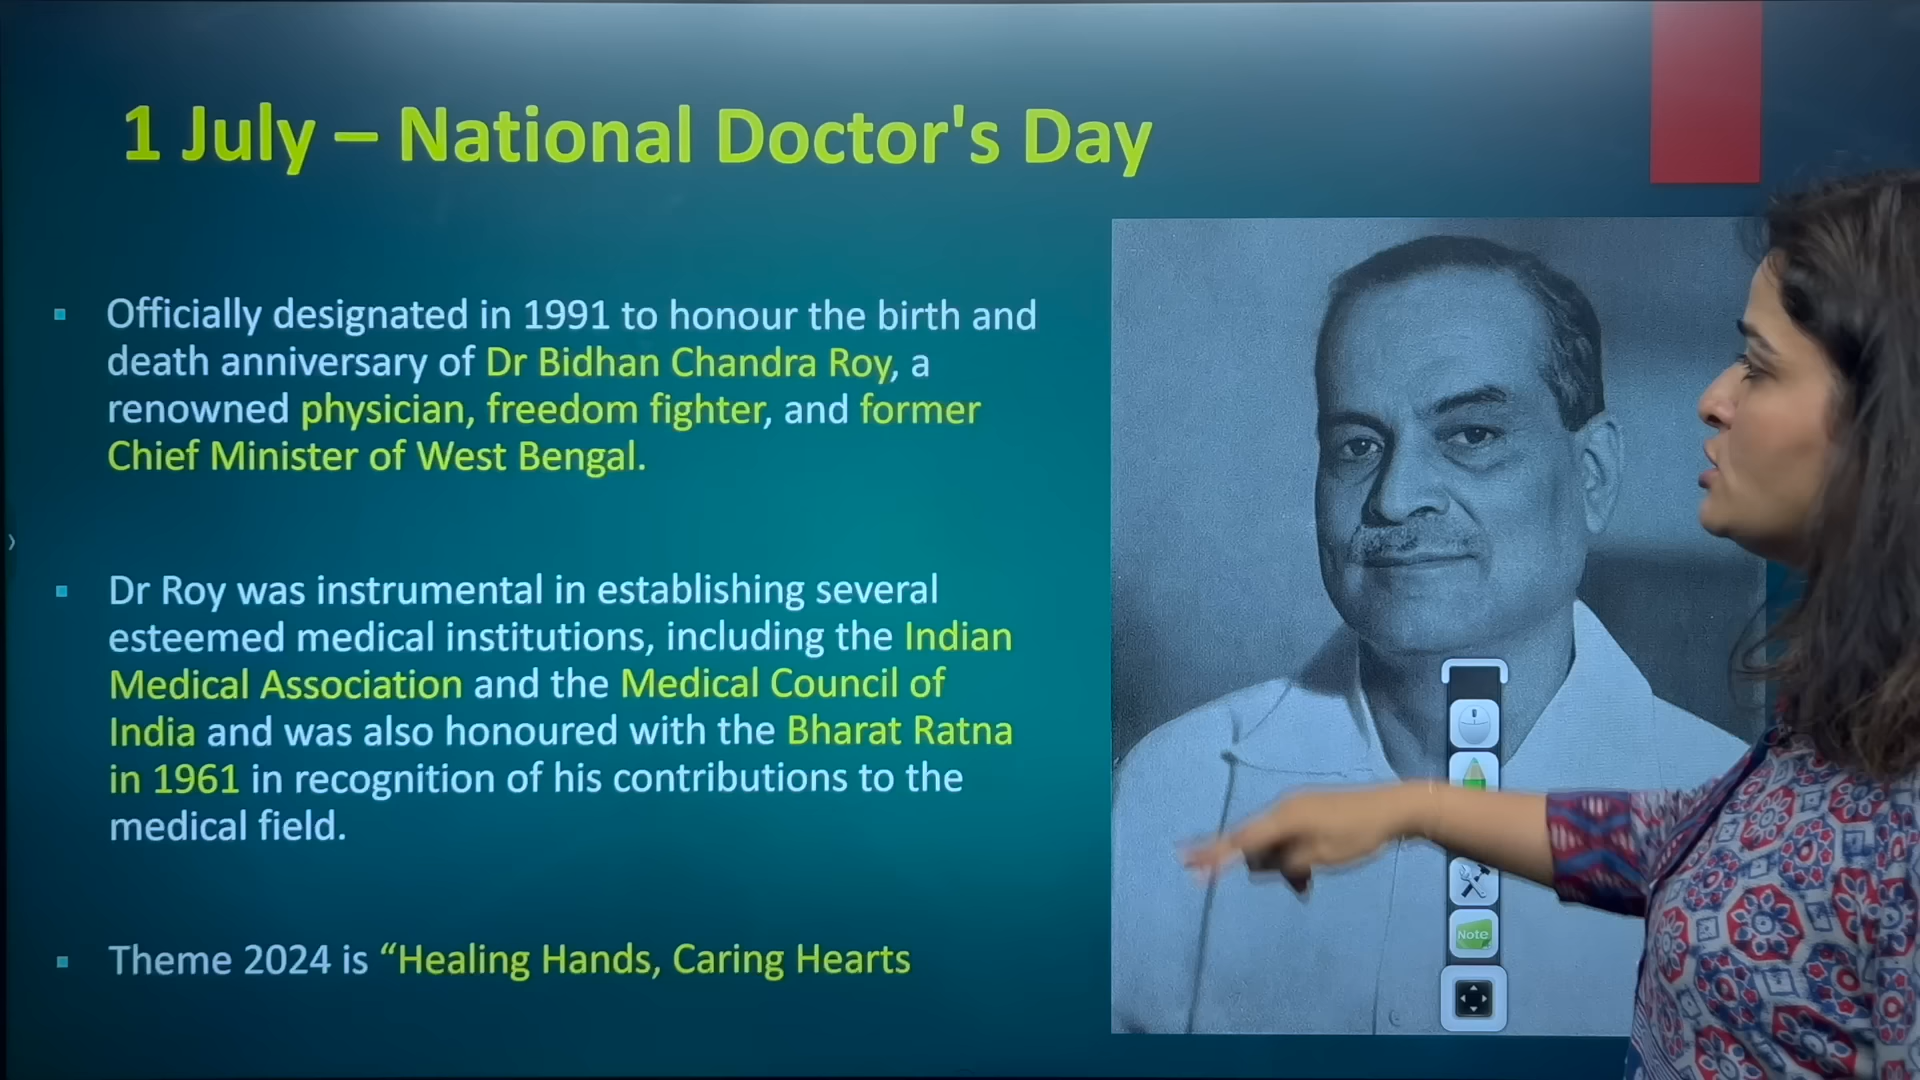 1 July – National Doctor's Day
Officially designated in 1991 to honour the birth and
death anniversary of Dr Bidhan Chandra Roy, a
renowned physician, freedom fighter, and former
Chief Minister of West Bengal.
Dr Roy was instrumental in establishing several
esteemed medical institutions, including the Indian
Medical Association and the Medical Council of
India and was also honoured with the Bharat Ratna
in 1961 in recognition of his contributions to the
medical field.
Theme 2024 is “Healing Hands, Caring Hearts
Note